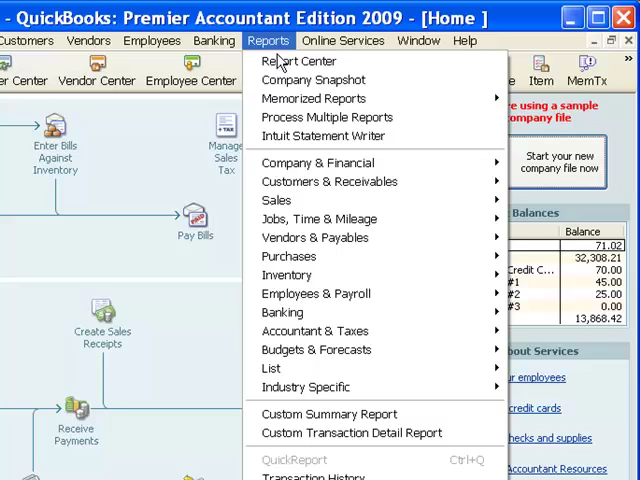 - QuickBooks: Premier Accountant Edition 2009 - [Home ]
Customers Vendors Employees Banking Reports Online Services Window Help
er Center Vendor Center Employee Center Item MemTx
Report Center
Company Snapshot
Memorized Reports
Process Multiple Reports
Intuit Statement Writer
Company & Financial
Customers & Receivables
Sales
Jobs, Time & Mileage
Vendors & Payables
Purchases
Inventory
Employees & Payroll
Banking
Accountant & Taxes
Budgets & Forecasts
List
Industry Specific
Custom Summary Report
Custom Transaction Detail Report
QuickReport Ctrl+Q
Transaction History
Enter Bills
Against
Inventory
Manage
Sales
Tax
Pay Bills
Create Sales
Receipts
Receive
Payments
re using a sample
company file
Start your new
company file now
Balances
Balance
71.02
32,308.21
Credit C... 70.00
#1 45.00
#2 25.00
#3 0.00
13,868.42
bout Services
ur employees
credit cards
hecks and supplies
Accountant Resources